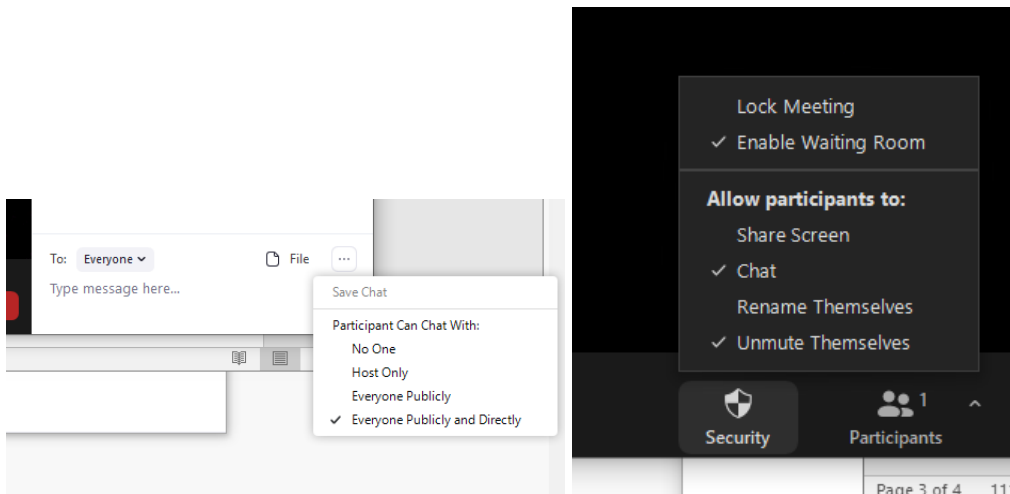 To: Everyone
File
...
Type message here...
Save Chat
Participant Can Chat With:
No One
Host Only
Everyone Publicly
Everyone Publicly and Directly
Lock Meeting
Enable Waiting Room
Allow participants to:
Share Screen
Chat
Rename Themselves
Unmute Themselves
Security
1
Participants
Page 3 of 4